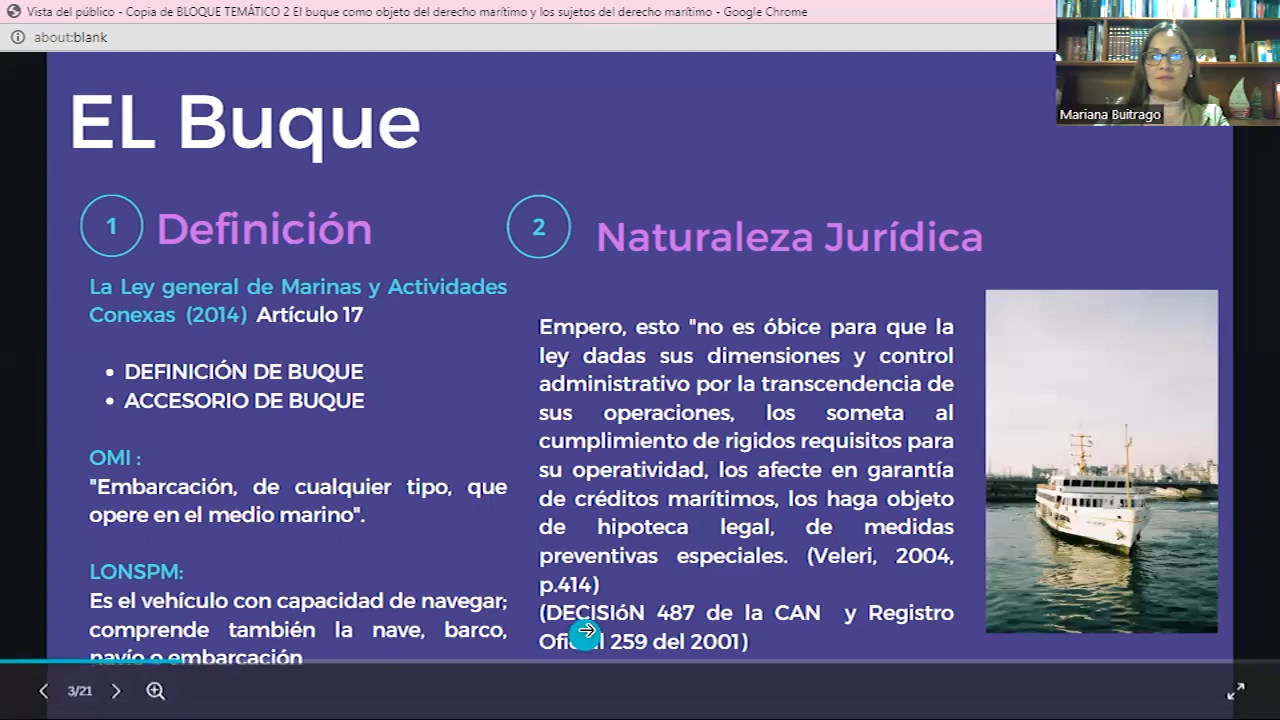 Vista del público - Copia de BLOQUE TEMÁTICO 2 El buque como objeto del derecho marítimo y los sujetos del derecho marítimo - Google Chrome
about:blank
Mariana Buitrago
EL Buque
1 Definición
La Ley general de Marinas y Actividades
Conexas (2014) Artículo 17
• DEFINICIÓN DE BUQUE
• ACCESORIO DE BUQUE
OMI :
"Embarcación, de cualquier tipo, que
opere en el medio marino".
LONSPM:
Es el vehículo con capacidad de navegar;
comprende también la nave, barco,
navío o embarcación
2 Naturaleza Jurídica
Empero, esto "no es óbice para que la
ley dadas sus dimensiones y control
administrativo por la transcendencia de
sus operaciones, los someta al
cumplimiento de rigidos requisitos para
su operatividad, los afecte en garantía
de créditos marítimos, los haga objeto
de hipoteca legal, de medidas
preventivas especiales. (Veleri, 2004,
p.414)
(DECISIóN 487 de la CAN y Registro
259 del 2001)
3/21